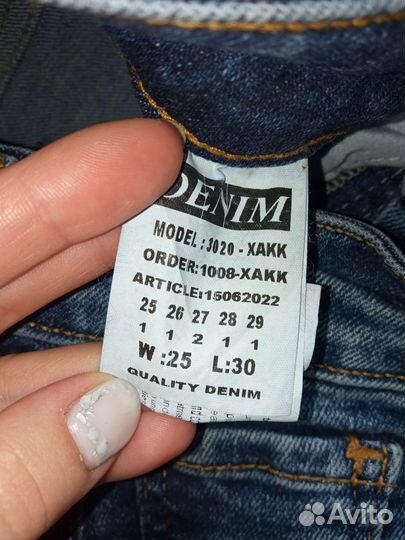 DENIM
MODEL :3020-XAKK
ORDER:1008-XAKK
ARTICLE:15062022
25 26 27 28 29
1 1 2 1 1
W :25 L:30
QUALITY DENIM
Avito